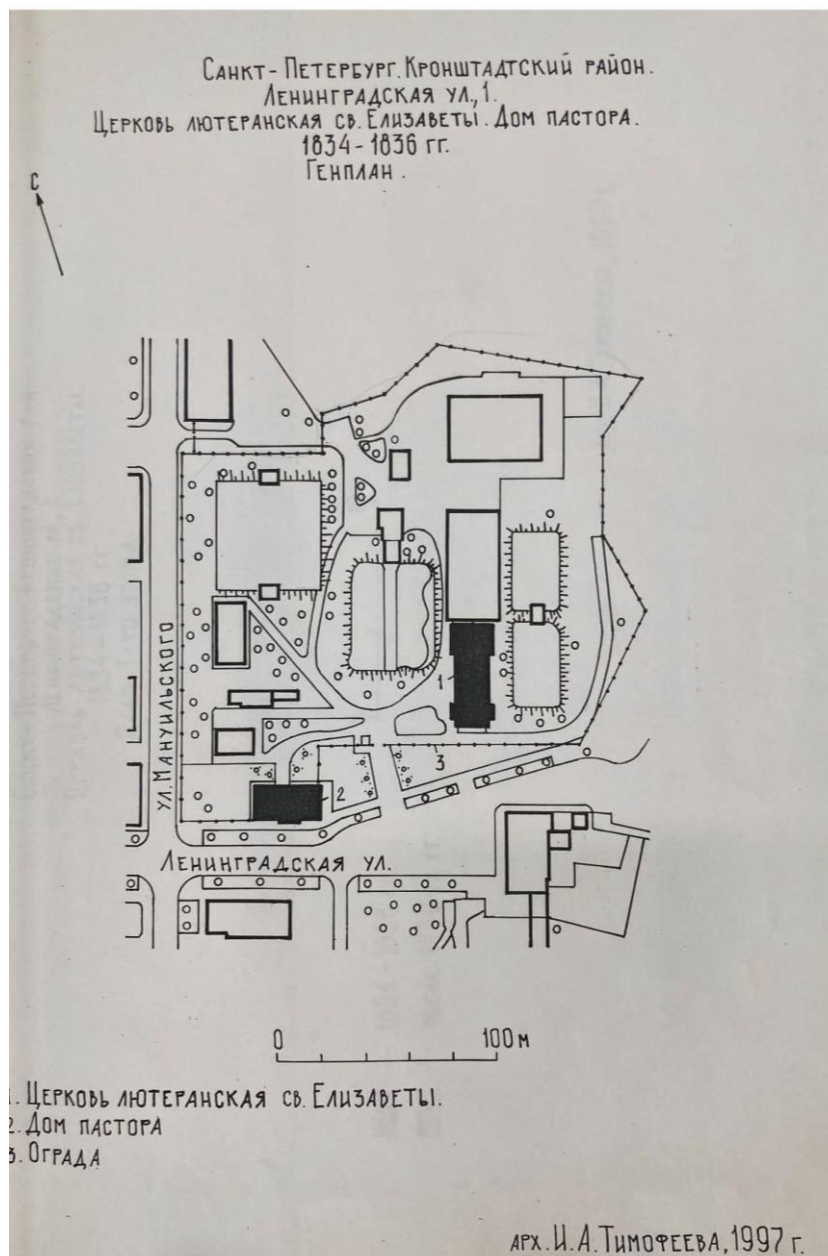 Санкт-Петербург. Кронштадтский район.
Ленинградская ул., 1.
Церковь лютеранская св. Елизаветы. Дом пастора.
1834-1836 гг.
Генплан.
С
1
3
2
ул. Мануильского
Ленинградская ул.
0 100 м
1. Церковь лютеранская св. Елизаветы.
2. Дом пастора
3. Ограда
арх. И.А. Тимофеева, 1997 г.